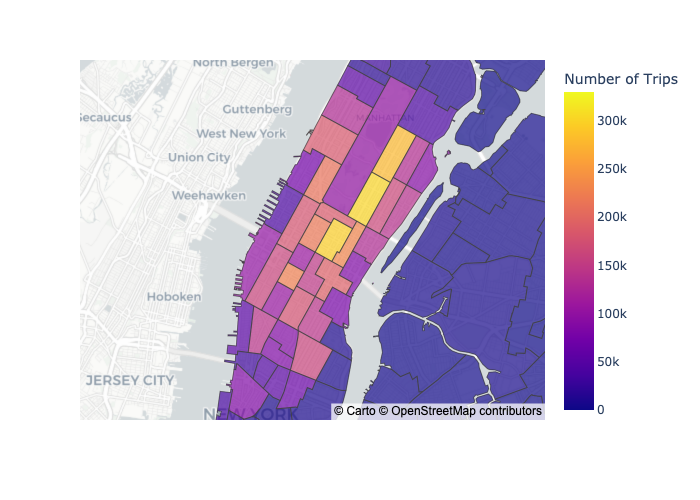 North Bergen
Secaucus
Guttenberg
West New York
Union City
Weehawken
Hoboken
JERSEY CITY
MANHATTAN
NEW YORK
© Carto © OpenStreetMap contributors
Number of Trips
300k
250k
200k
150k
100k
50k
0